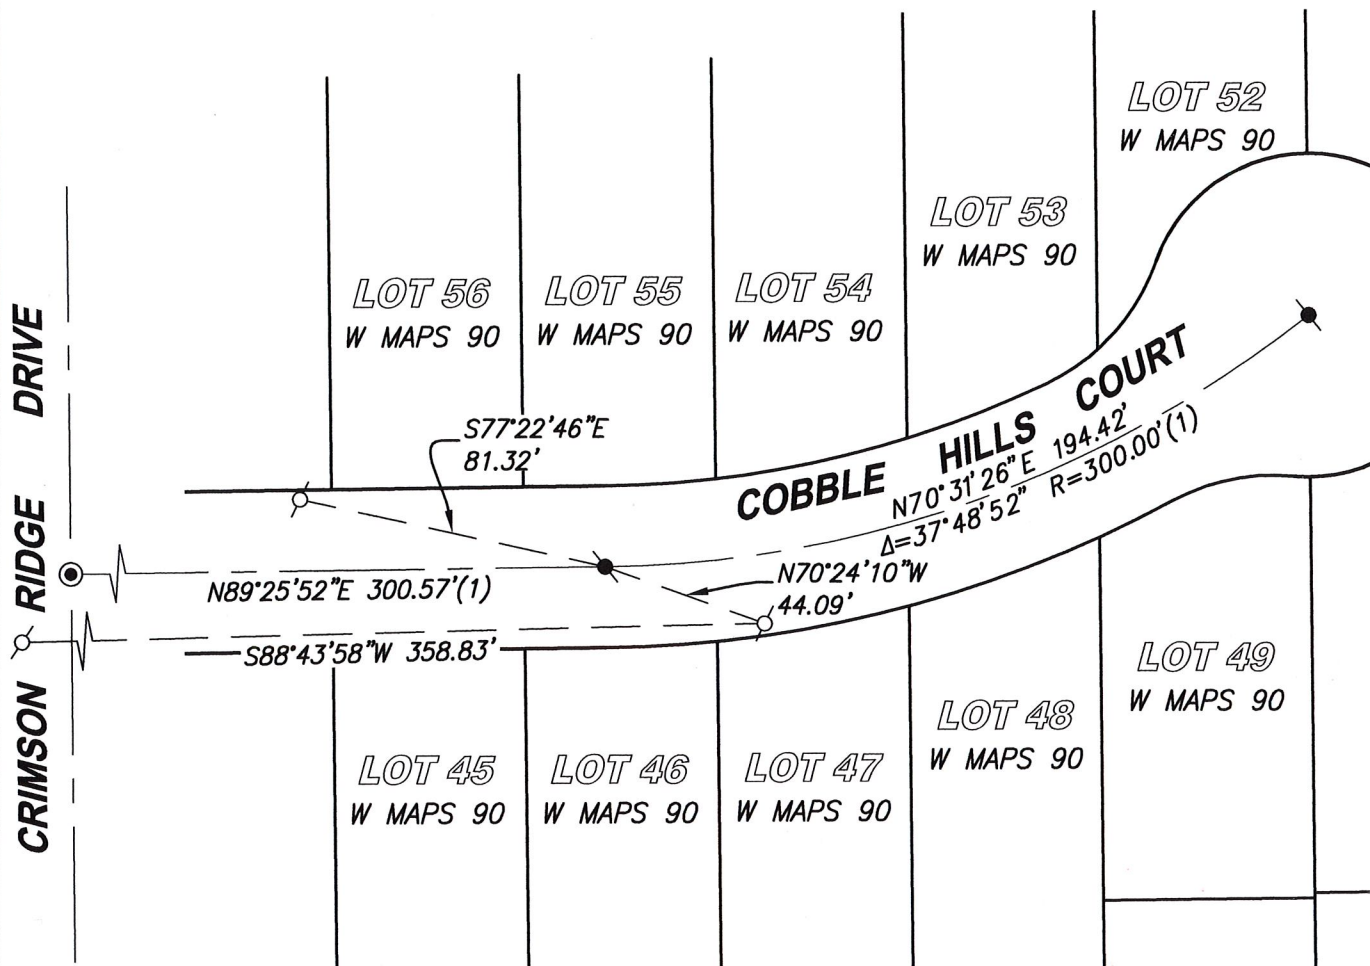 LOT 52
W MAPS 90
LOT 53
W MAPS 90
LOT 56
W MAPS 90
LOT 55
W MAPS 90
LOT 54
W MAPS 90
S77°22'46"E
81.32'
COBBLE HILLS COURT
N70°31'26"E 194.42'
Δ=37°48'52" R=300.00'(1)
N89°25'52"E 300.57'(1)
N70°24'10"W
44.09'
S88°43'58"W 358.83'
CRIMSON RIDGE DRIVE
LOT 45
W MAPS 90
LOT 46
W MAPS 90
LOT 47
W MAPS 90
LOT 48
W MAPS 90
LOT 49
W MAPS 90